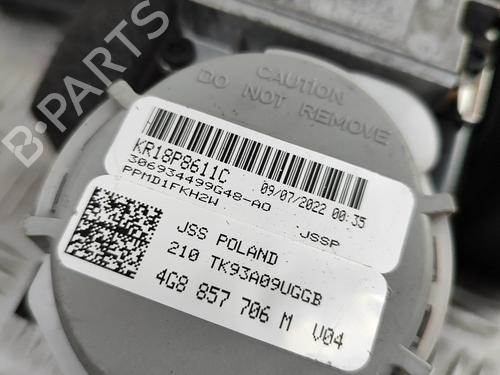 CAUTION
DO NOT REMOVE
KR18P8611C
306934499G48-AO
09/07/2022 00:35
PPMD1FKH2W
JSSP
JSS POLAND
210 TK93A09UGGB
4G8 857 706 M V04
B-PARTS